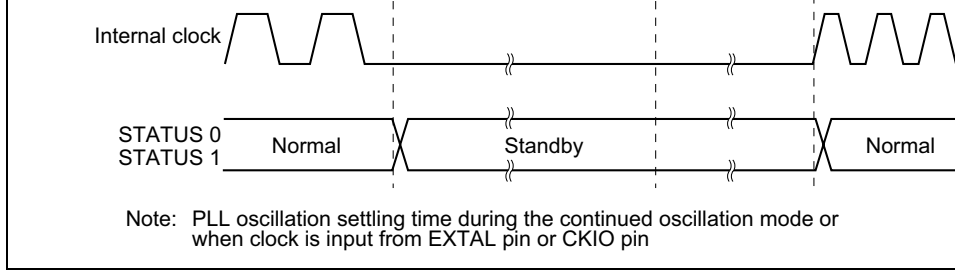 Internal clock
STATUS 0
STATUS 1
Normal
Standby
Normal
Note: PLL oscillation settling time during the continued oscillation mode or
when clock is input from EXTAL pin or CKIO pin